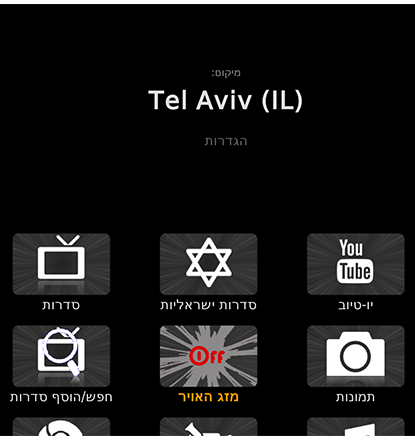 מיקום:
Tel Aviv (IL)
הגדרות
You
Tube
יו-טיוב
סדרות ישראליות
סדרות
Off
תמונות
מזג האויר
חפש/הוסף סדרות